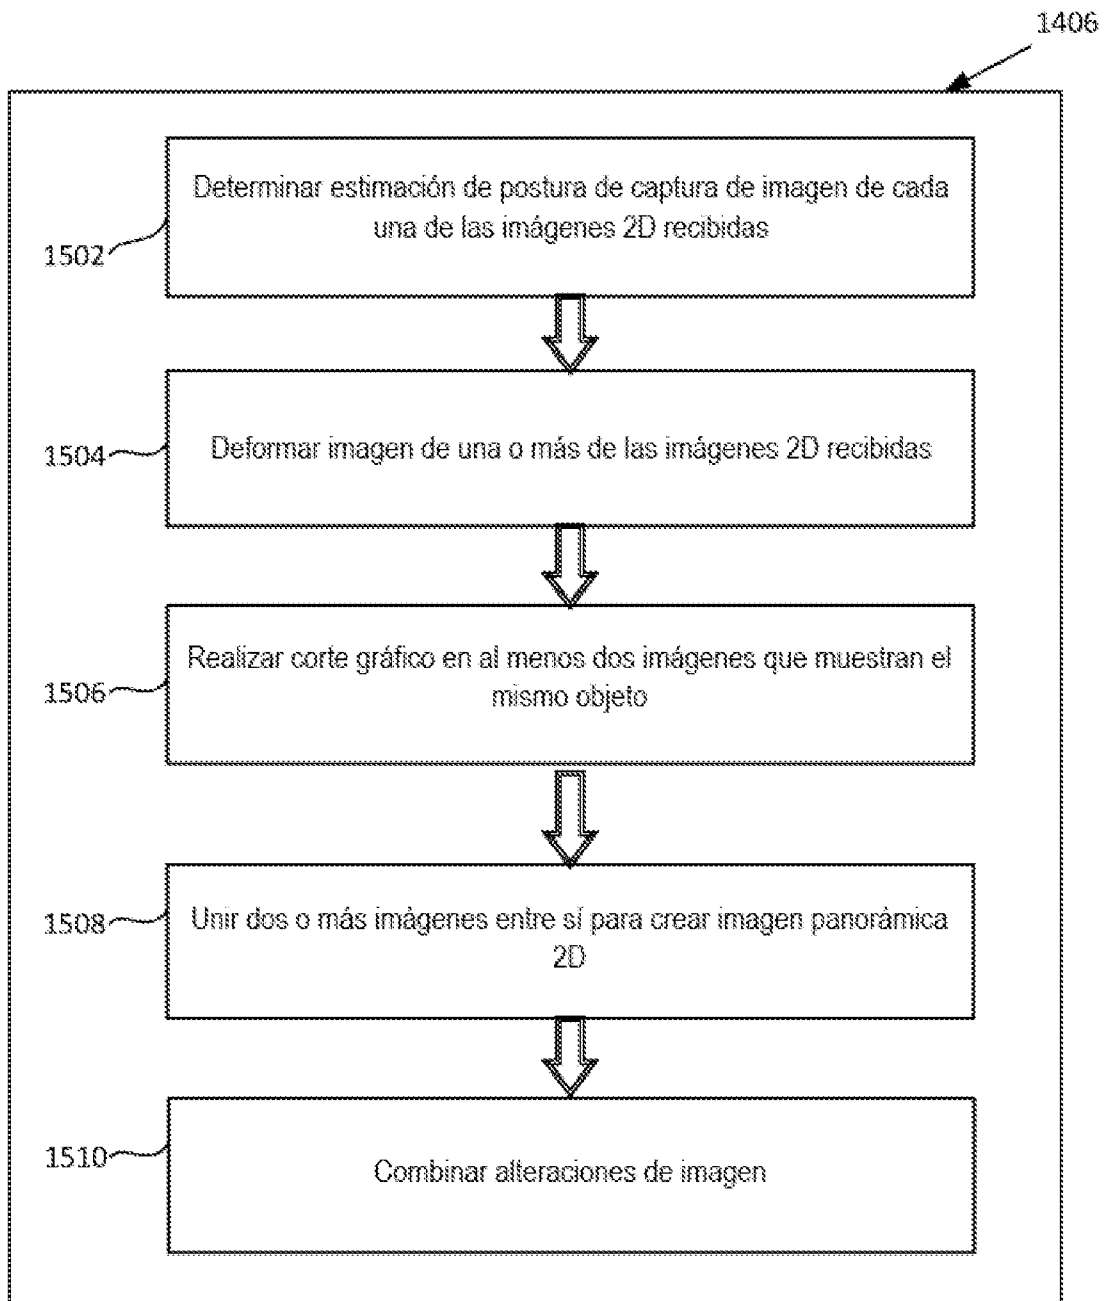 1406
Determinar estimación de postura de captura de imagen de cada
una de las imágenes 2D recibidas
1502
Deformar imagen de una o más de las imágenes 2D recibidas
1504
Realizar corte gráfico en al menos dos imágenes que muestran el
mismo objeto
1506
Unir dos o más imágenes entre sí para crear imagen panorámica
2D
1508
Combinar alteraciones de imagen
1510